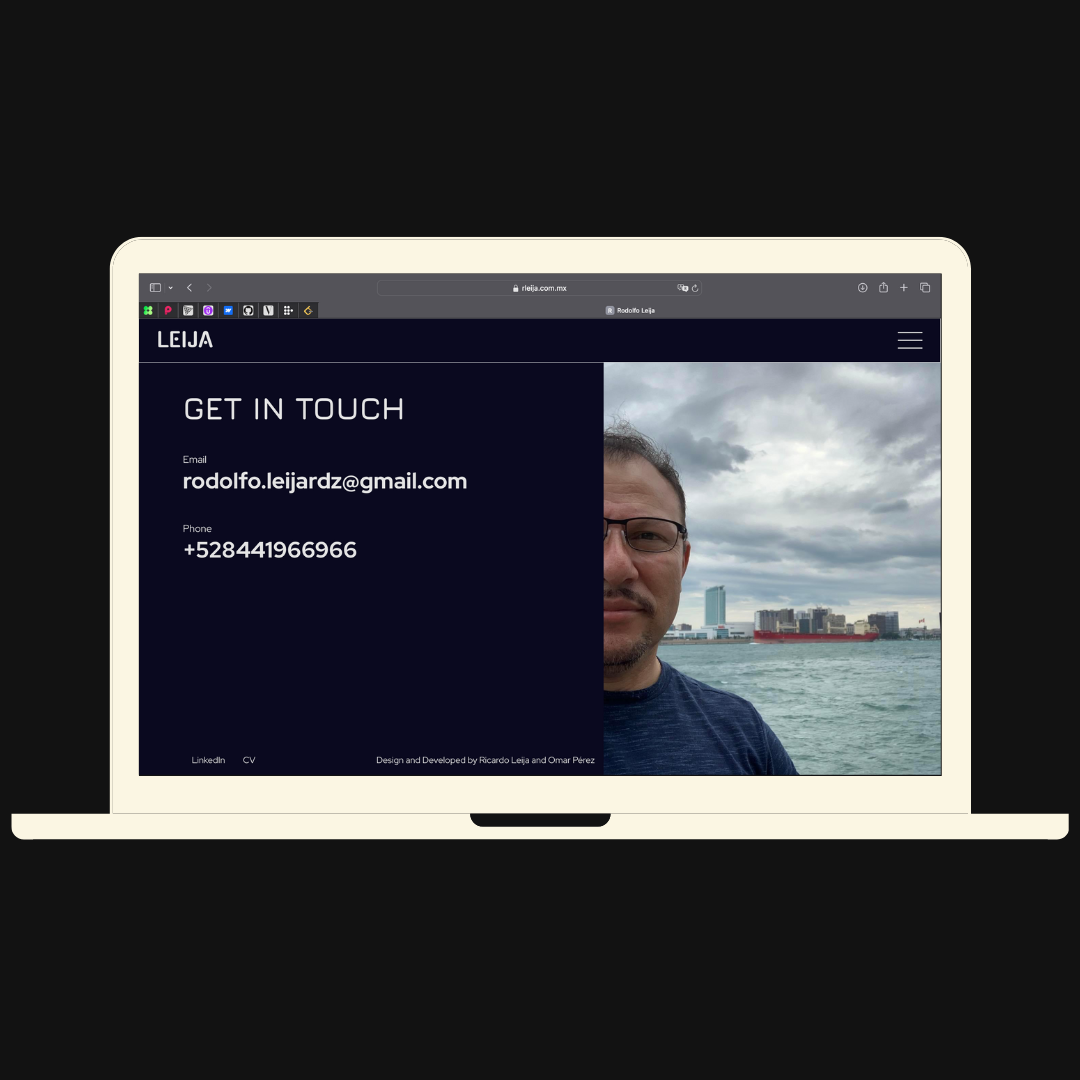 rleija.com.mx
Rodolfo Leija
LEIJA
GET IN TOUCH
Email
rodolfo.leijardz@gmail.com
Phone
+528441966966
LinkedIn CV Design and Developed by Ricardo Leija and Omar Pérez